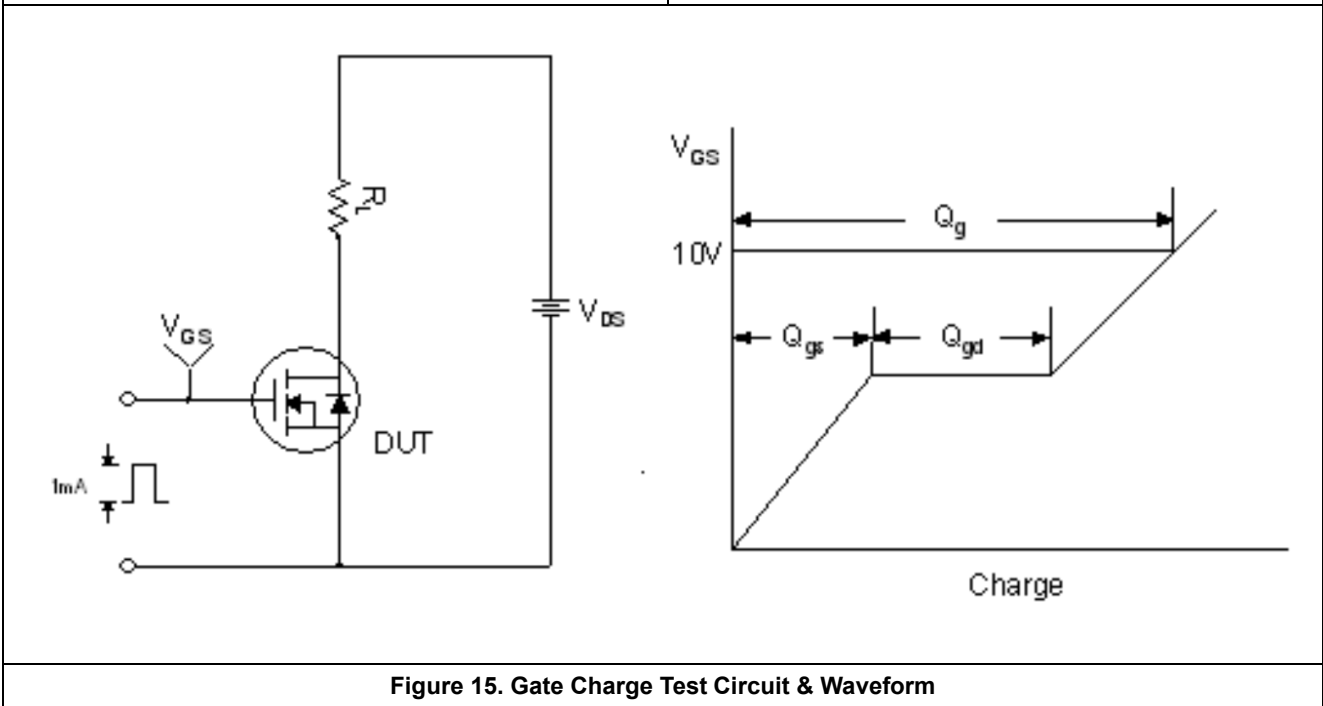 R_L
V_GS
V_DS
DUT
1mA
V_GS
Q_g
10V
Q_gs
Q_gd
Charge
Figure 15. Gate Charge Test Circuit & Waveform